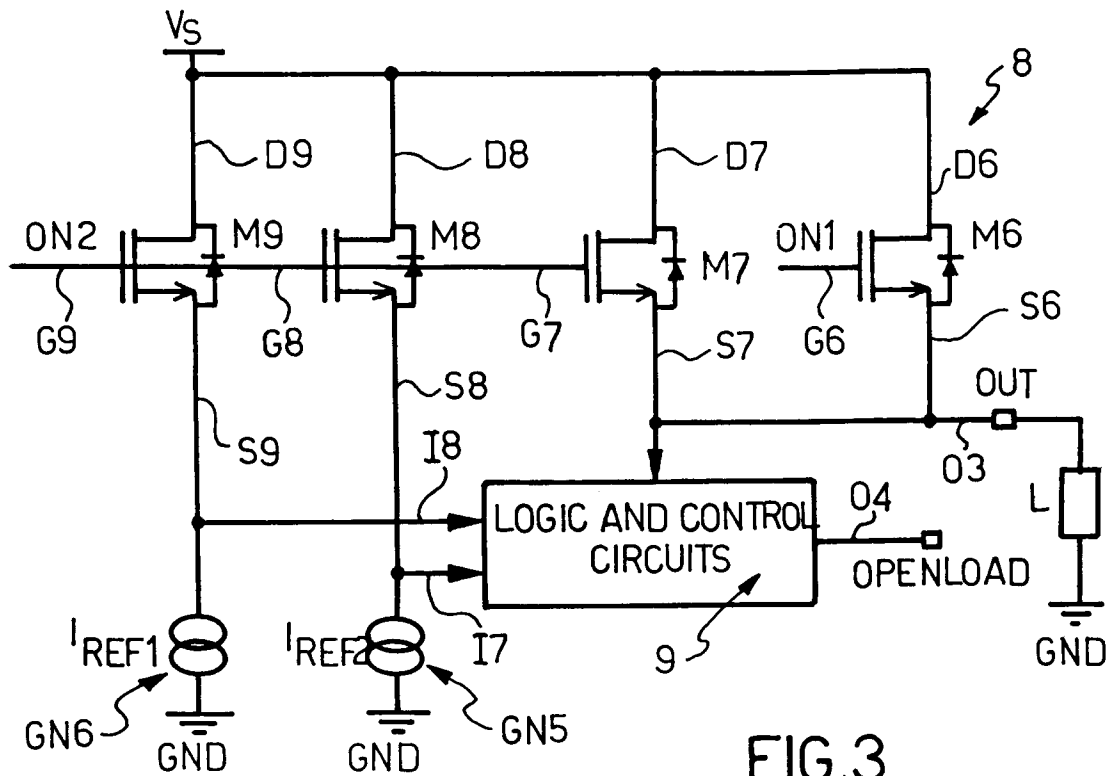 VS
8
D9
D8
D7
D6
ON2
M9
M8
M7
ON1
M6
G9
G8
G7
G6
S9
S8
S7
S6
OUT
O3
I8
LOGIC AND CONTROL
CIRCUITS
O4
OPENLOAD
L
GND
IREF1
IREF2
I7
9
GN6
GND
GND
GN5
FIG.3